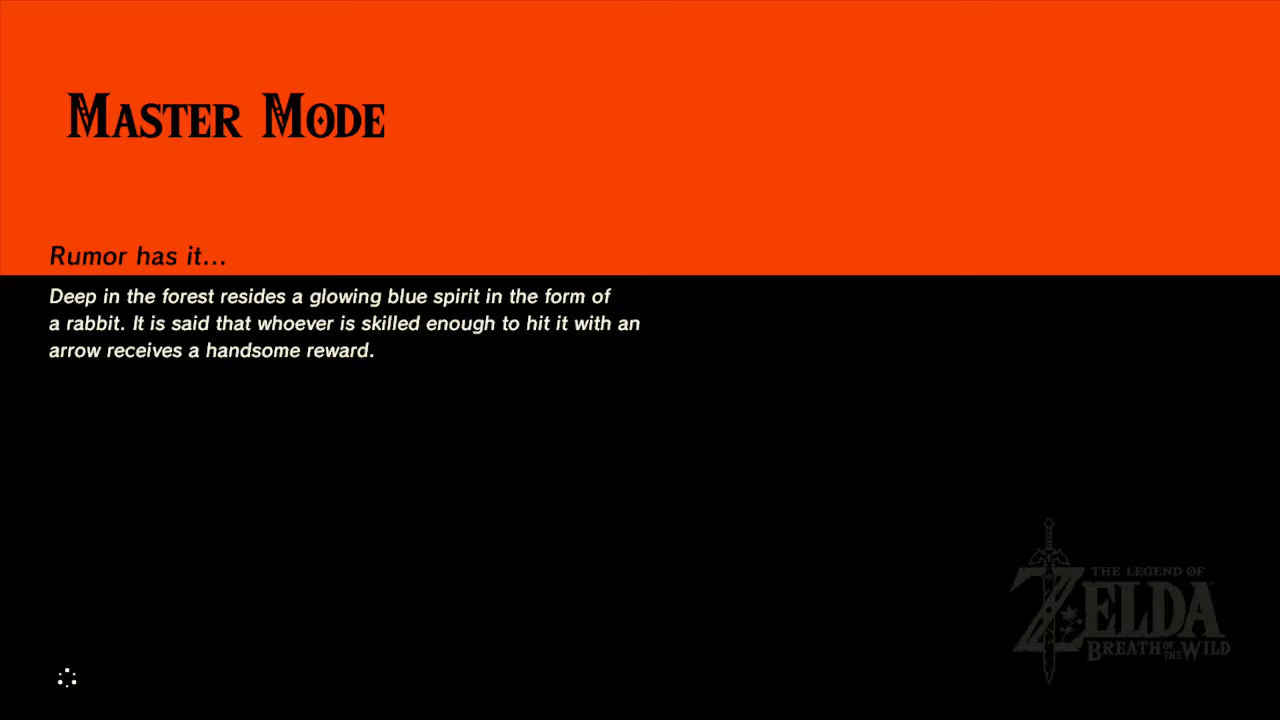 Master Mode
Rumor has it...
Deep in the forest resides a glowing blue spirit in the form of
a rabbit. It is said that whoever is skilled enough to hit it with an
arrow receives a handsome reward.
THE LEGEND OF
ZELDA
BREATH OF THE WILD